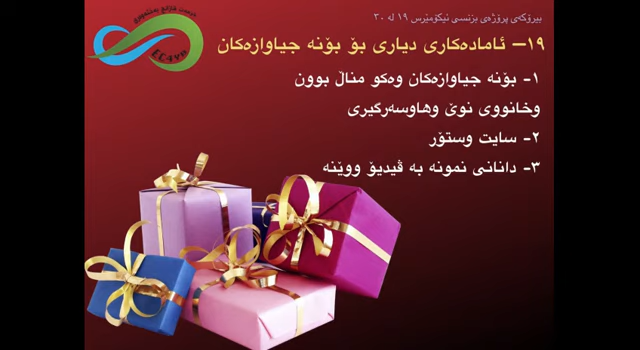 بیرۆکەی پرۆژەی بزنسی ئیکۆمێرس ١٩ لە ٣٠
١٩– ئامادەکاری دیاری بۆ بۆنە جیاوازەکان
١- بۆنە جیاوازەکان وەکو مناڵ بوون
وخانووی نوێ وهاوسەرگیری
٢- سایت وستۆر
٣- دانانی نمونە بە ڤیدیۆ ووێنە